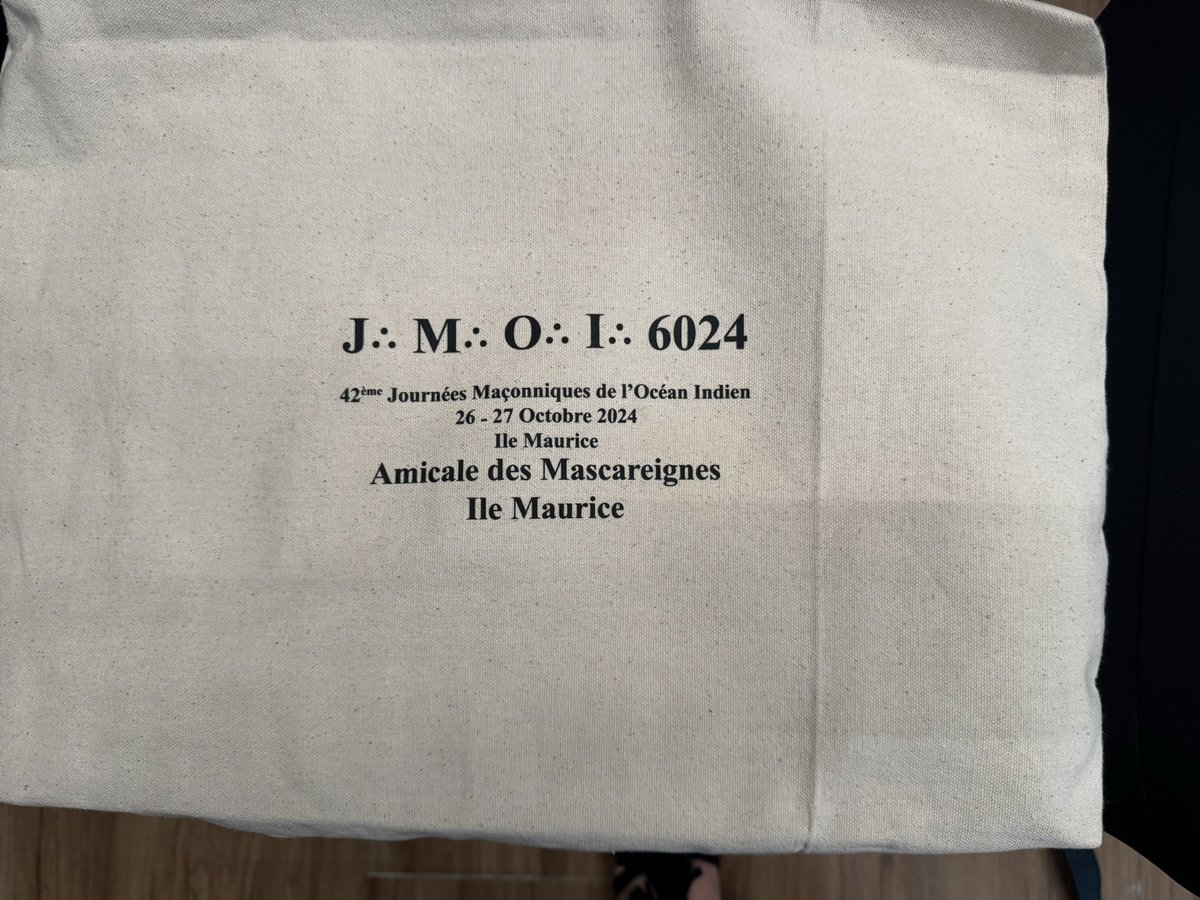 J∴ M∴ O∴ I∴ 6024
42ème Journées Maçonniques de l’Océan Indien
26 - 27 Octobre 2024
Ile Maurice
Amicale des Mascareignes
Ile Maurice